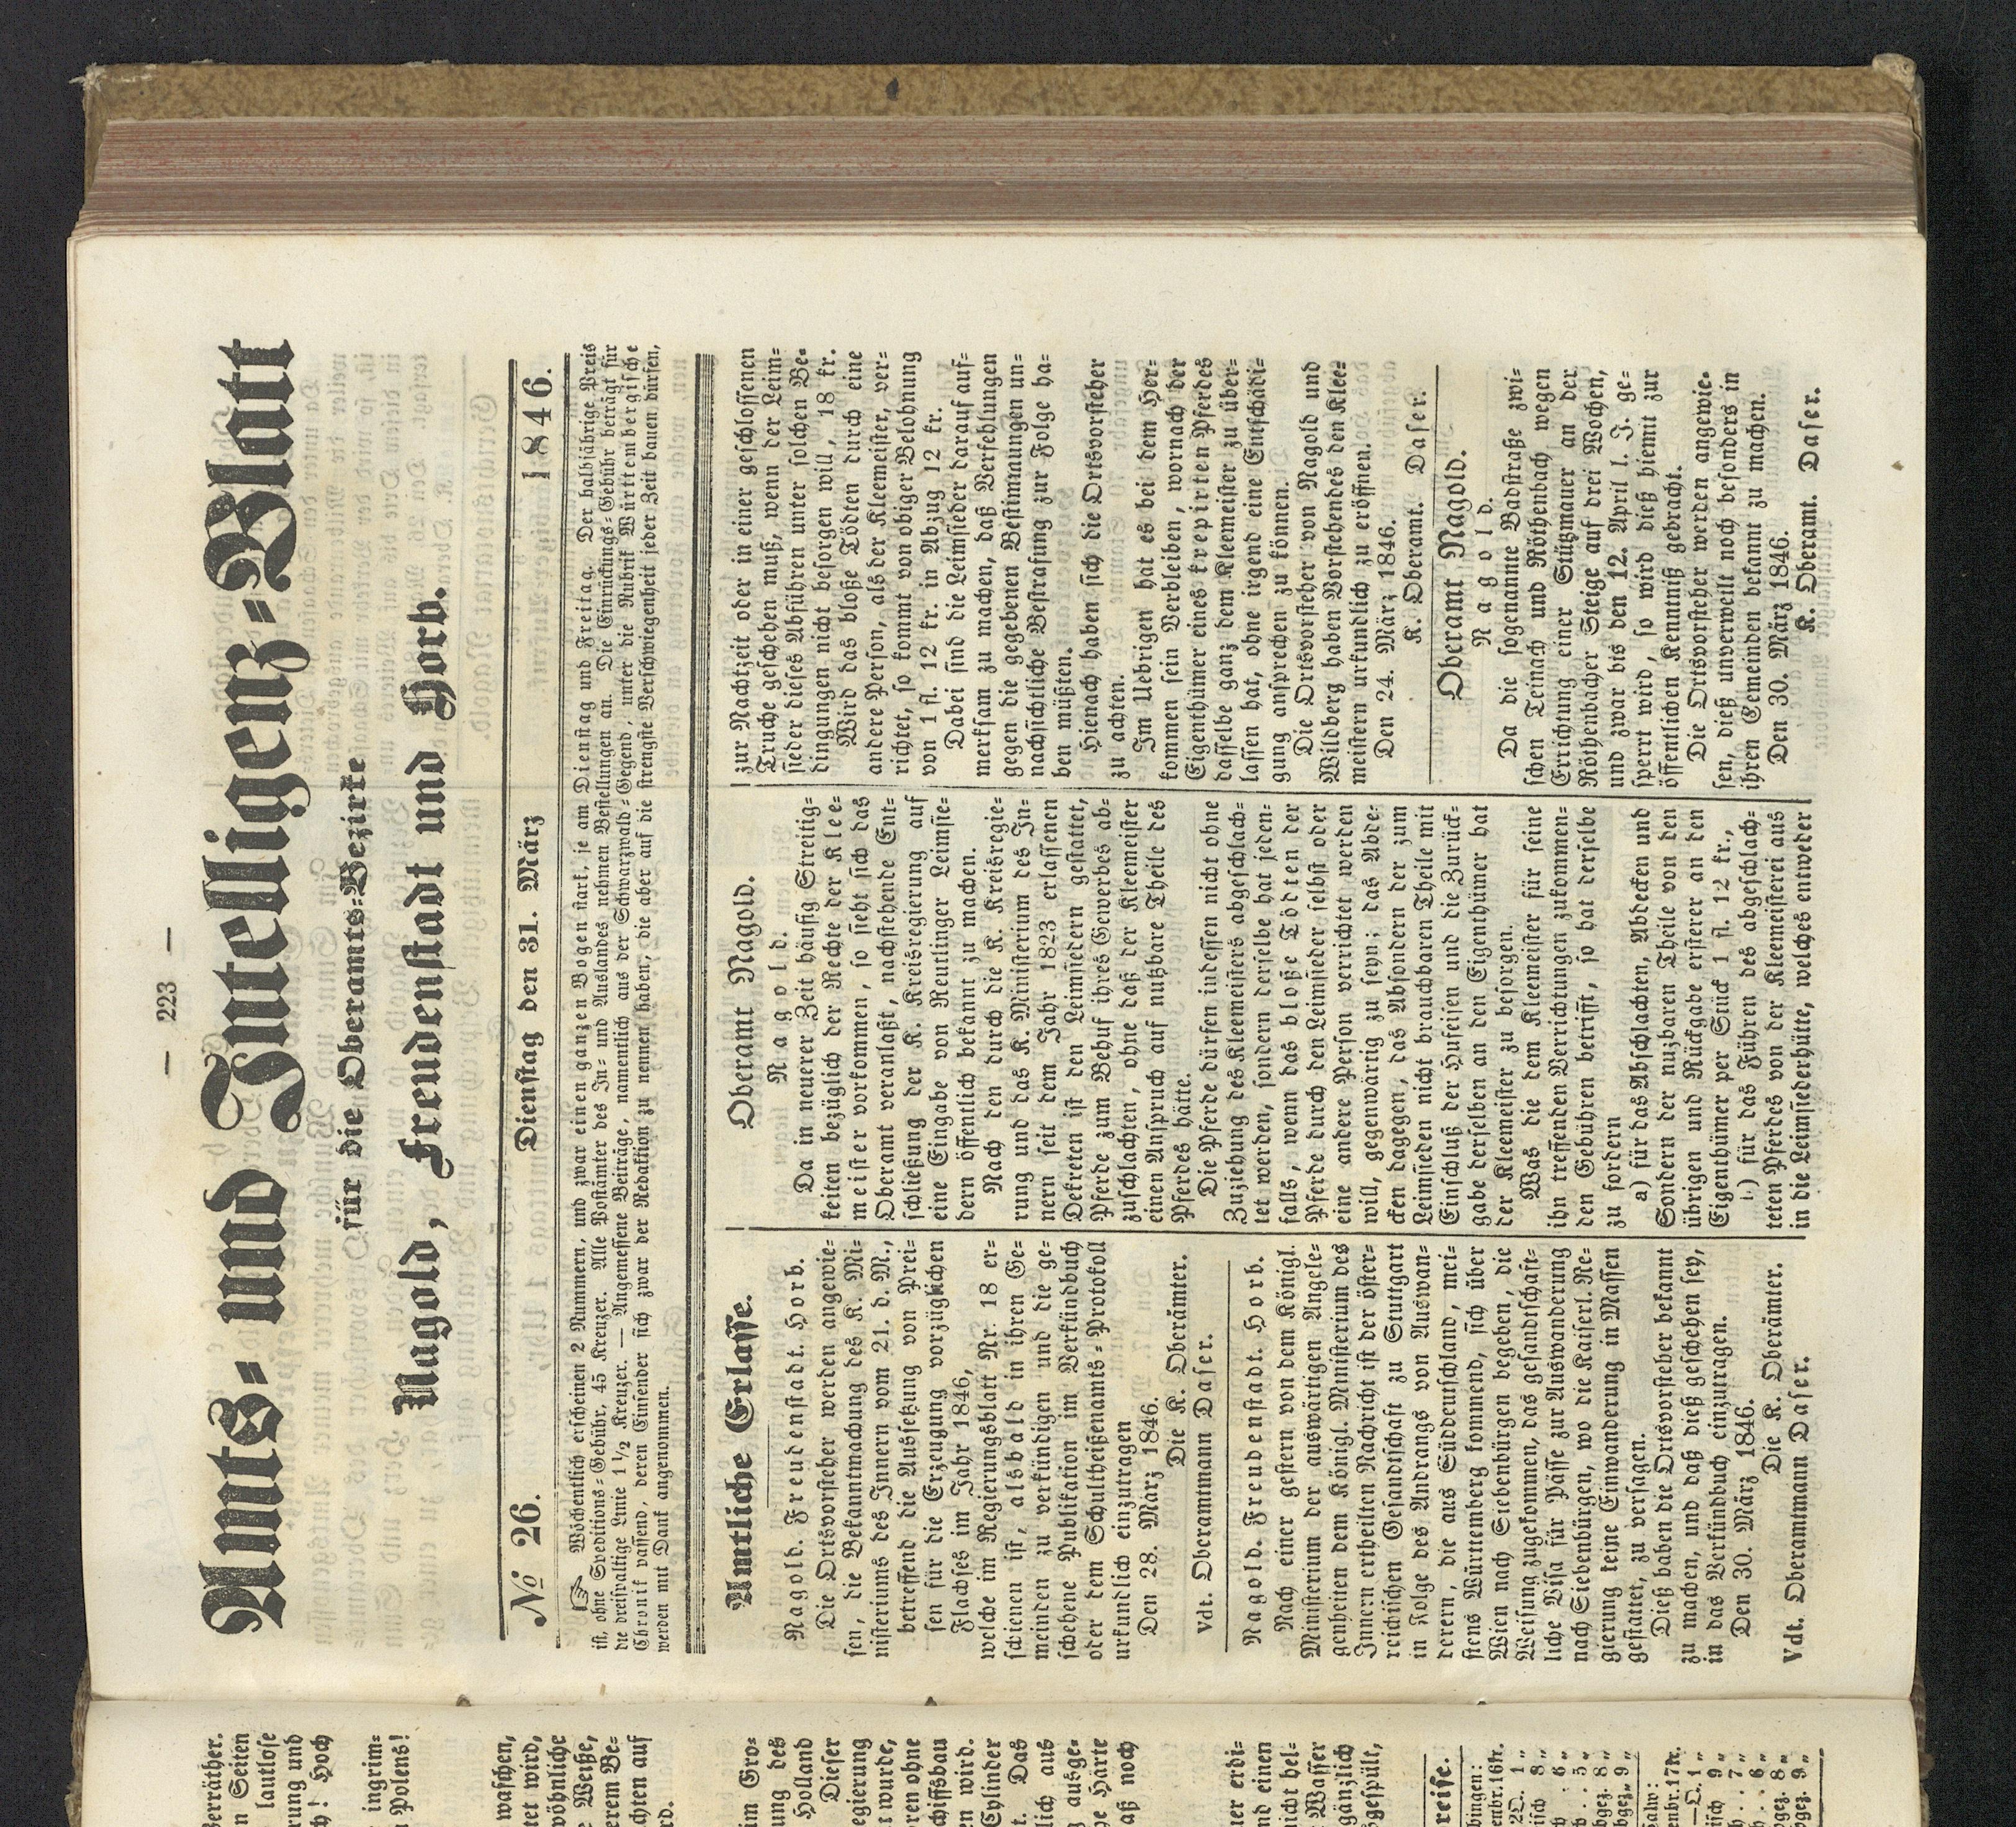 — 223 —
Amts- und Intelligenz-Blatt
für die Oberamts-Bezirke
Nagold, Freudenstadt und Horb.
№ 26. Dienstag den 31. März 1846.
☞ Wöchentlich erscheinen 2 Nummern, und zwar einen ganzen Bogen stark, je am Dienstag und Freitag. Der halbjährige Preis
ist, ohne Speditions-Gebühr, 45 Kreuzer. Alle Postämter des In- und Auslandes nehmen Bestellungen an. Die Einrückungs-Gebühr beträgt für
die dreispaltige Linie 1½ Kreuzer. — Angemessene Beiträge, namentlich aus der Schwarzwald-Gegend, unter die Rubrik Württembergische
Chronik passend, deren Einsender sich zwar der Redaktion zu nennen haben, die aber auf die strengste Verschwiegenheit jeder Zeit bauen dürfen,
werden mit Dank angenommen.
Amtliche Erlasse.
Nagold. Freudenstadt. Horb.
Die Ortsvorsteher werden angewie-
sen, die Bekanntmachung des K. Mi-
nisteriums des Innern vom 21. d. M.,
betreffend die Aussetzung von Prei-
sen für die Erzeugung vorzüglichen
Flachses im Jahr 1846,
welche im Regierungsblatt Nr. 18 er-
schienen ist, alsbald in ihren Ge-
meinden zu verkündigen und die ge-
schehene Publikation im Verkündbuch
oder dem Schultheißenamts-Protokoll
urkundlich einzutragen
Den 28. März 1846.
Die K. Oberämter.
Vdt. Oberamtmann Daser.
Nagold. Freudenstadt. Horb.
Nach einer gestern von dem Königl.
Ministerium der auswärtigen Angele-
genheiten dem Königl. Ministerium des
Innern ertheilten Nachricht ist der öster-
reichischen Gesandtschaft zu Stuttgart
in Folge des Andrangs von Auswan-
derern, die aus Süddeutschland, mei-
stens Württemberg kommend, sich über
Wien nach Siebenbürgen begeben, die
Weisung zugekommen, das gesandtschaft-
liche Visa für Pässe zur Auswanderung
nach Siebenbürgen, wo die Kaiserl. Re-
gierung keine Einwanderung in Massen
gestattet, zu versagen.
Dieß haben die Ortsvorsteher bekannt
zu machen, und daß dieß geschehen sey,
in das Verkündbuch einzutragen.
Den 30. März 1846.
Die K. Oberämter.
Vdt. Oberamtmann Daser.
Oberamt Nagold.
Nagold.
Da in neuerer Zeit häufig Streitig-
keiten bezüglich der Rechte der Klee-
meister vorkommen, so sieht sich das
Oberamt veranlaßt, nachstehende Ent-
schließung der K. Kreisregierung auf
eine Eingabe von Reutlinger Leimsie-
dern öffentlich bekannt zu machen.
Nach den durch die K. Kreisregie-
rung und das K. Ministerium des In-
nern seit dem Jahr 1823 erlassenen
Dekreten ist den Leimsiedern gestattet,
Pferde zum Behuf ihres Gewerbes ab-
zuschlachten, ohne daß der Kleemeister
einen Anspruch auf nutzbare Theile des
Pferdes hätte.
Die Pferde dürfen indessen nicht ohne
Zuziehung des Kleemeisters abgeschlach-
tet werden, sondern derselbe hat jeden-
falls, wenn das bloße Tödten der
Pferde durch den Leimsieder selbst oder
eine andere Person verrichtet werden
will, gegenwärtig zu seyn; das Abde-
cken dagegen, das Absondern der zum
Leimsieden nicht brauchbaren Theile mit
Einschluß der Hufeisen und die Zurück-
gabe derselben an den Eigenthümer hat
der Kleemeister zu besorgen.
Was die dem Kleemeister für seine
ihn treffenden Verrichtungen zukommen-
den Gebühren betrifft, so hat derselbe
zu fordern
a) für das Abschlachten, Abdecken und
Sondern der nuzbaren Theile von den
übrigen und Rückgabe ersterer an den
Eigenthümer per Stück 1 fl. 12 kr.,
b) für das Führen des abgeschlach-
teten Pferdes von der Kleemeisterei aus
in die Leimsiederhütte, welches entweder
zur Nachtzeit oder in einer geschlossenen
Truche geschehen muß, wenn der Leim-
sieder dieses Abführen unter solchen Be-
dingungen nicht besorgen will, 18 kr.
Wird das bloße Tödten durch eine
andere Person, als der Kleemeister, ver-
richtet, so kommt von obiger Belohnung
von 1 fl. 12 kr. in Abzug 12 kr.
Dabei sind die Leimsieder darauf auf-
merksam zu machen, daß Verfehlungen
gegen die gegebenen Bestimmungen un-
nachsichtliche Bestrafung zur Folge ha-
ben müßten.
Hienach haben sich die Ortsvorsteher
zu achten.
Im Uebrigen hat es bei dem Her-
kommen sein Verbleiben, wornach der
Eigenthümer eines krepirten Pferdes
dasselbe ganz dem Kleemeister zu über-
lassen hat, ohne irgend eine Entschädi-
gung ansprechen zu können.
Die Ortsvorsteher von Nagold und
Wildberg haben Vorstehendes den Klee-
meistern urkundlich zu eröffnen.
Den 24. März 1846.
K. Oberamt. Daser.
Oberamt Nagold.
Nagold.
Da die sogenannte Badstraße zwi-
schen Teinach und Röthenbach wegen
Errichtung einer Stützmauer an der
Röthenbacher Steige auf drei Wochen,
und zwar bis den 12. April l. J. ge-
sperrt wird, so wird dieß hiemit zur
öffentlichen Kenntniß gebracht.
Die Ortsvorsteher werden angewie-
sen, dieß unverweilt noch besonders in
ihren Gemeinden bekannt zu machen.
Den 30. März 1846.
K. Oberamt. Daser.